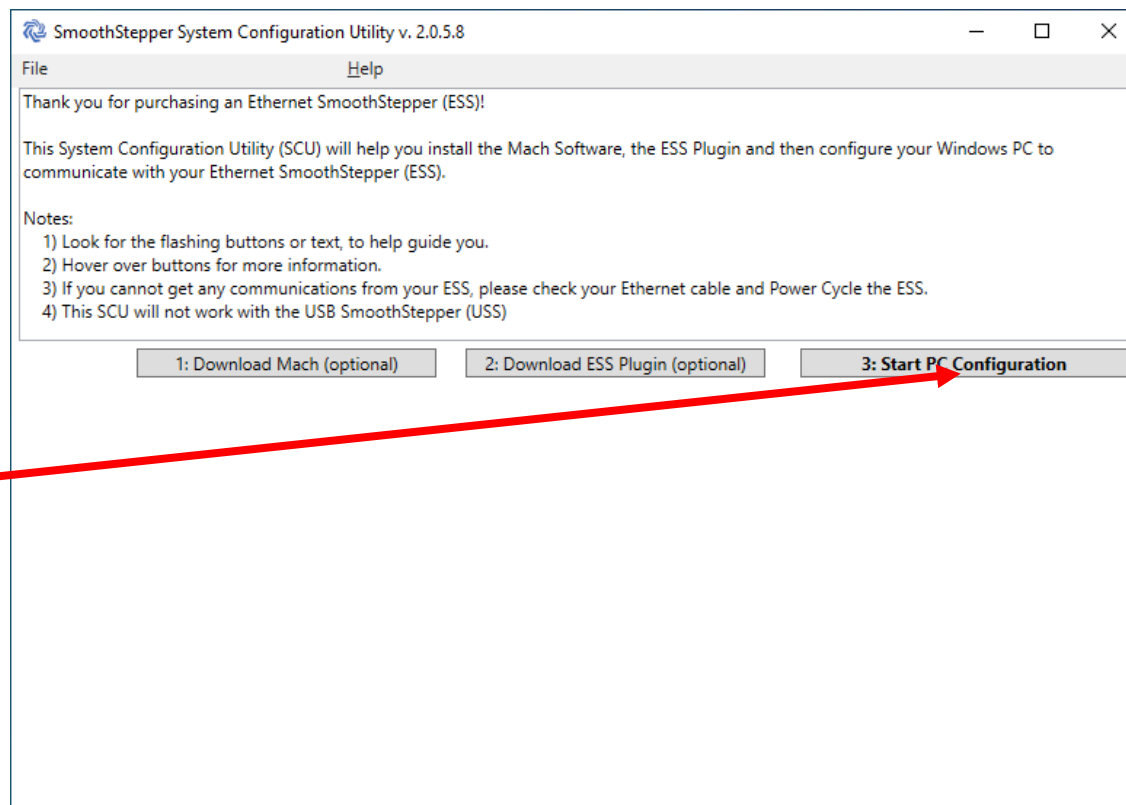 SmoothStepper System Configuration Utility v. 2.0.5.8
File Help
Thank you for purchasing an Ethernet SmoothStepper (ESS)!
This System Configuration Utility (SCU) will help you install the Mach Software, the ESS Plugin and then configure your Windows PC to
communicate with your Ethernet SmoothStepper (ESS).
Notes:
1) Look for the flashing buttons or text, to help guide you.
2) Hover over buttons for more information.
3) If you cannot get any communications from your ESS, please check your Ethernet cable and Power Cycle the ESS.
4) This SCU will not work with the USB SmoothStepper (USS)
1: Download Mach (optional) 2: Download ESS Plugin (optional) 3: Start PC Configuration